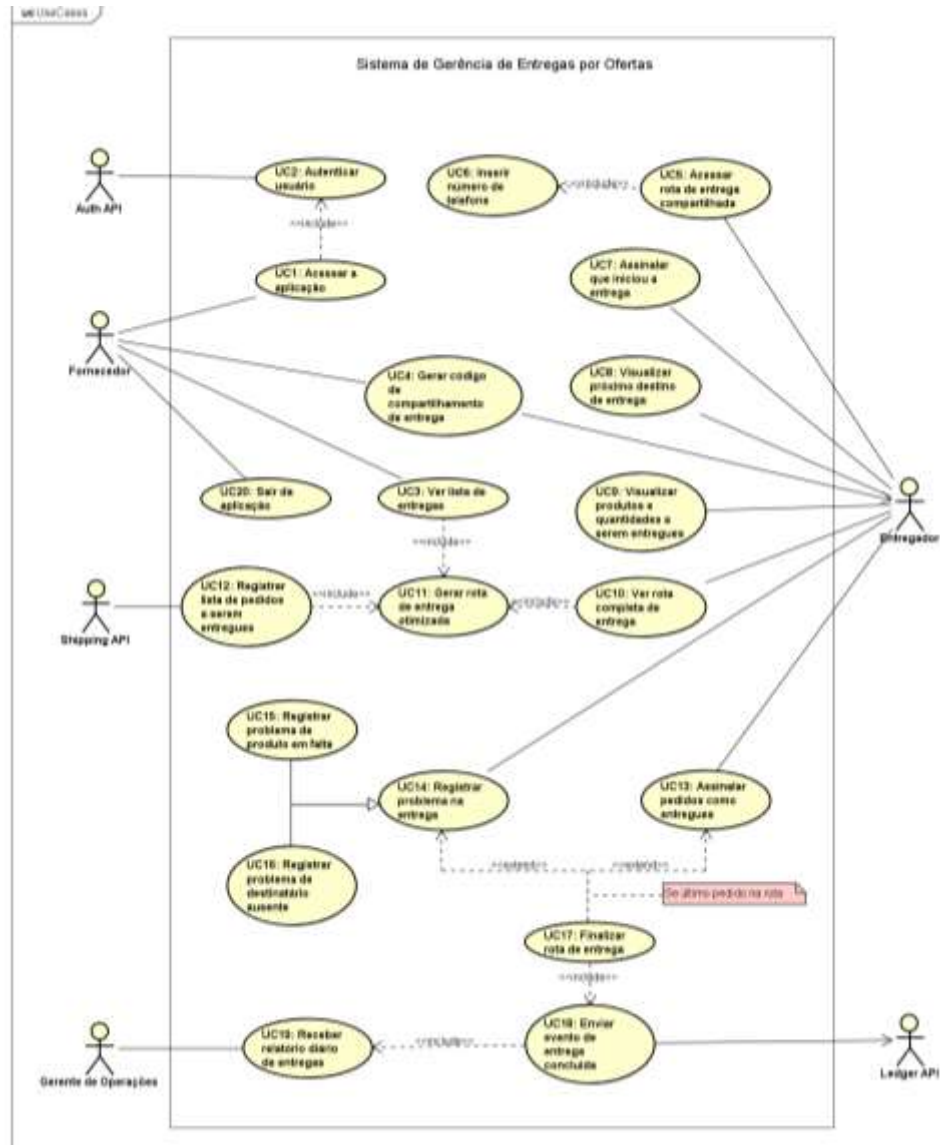 uc UseCases
Sistema de Gerência de Entregas por Ofertas
UC2: Autenticar
usuário
UC6: Inserir
número de
telefone
<<include>>
UC5: Acessar
rota de entrega
compartilhada
Auth API
<<include>>
UC1: Acessar a
aplicação
UC7: Assinalar
que iniciou a
entrega
Fornecedor
UC4: Gerar código
de
compartilhamento
de entrega
UC8: Visualizar
próximo destino
de entrega
UC20: Sair da
aplicação
UC3: Ver lista de
entregas
UC9: Visualizar
produtos e
quantidades a
serem entregues
Entregador
<<include>>
UC12: Registrar
lista de pedidos
a serem
entregues
<<include>>
UC11: Gerar rota
de entrega
otimizada
<<include>>
UC10: Ver rota
completa de
entrega
Shipping API
UC15: Registrar
problema de
produto em falta
UC14: Registrar
problema na
entrega
UC13: Assinalar
pedidos como
entregues
UC16: Registrar
problema de
destinatário
ausente
<<extend>>
<<extend>>
Se último pedido na rota
UC17: Finalizar
rota de entrega
<<include>>
UC19: Receber
relatório diário
de entregas
<<include>>
UC18: Enviar
evento de
entrega
concluída
Gerente de Operações
Ledger API